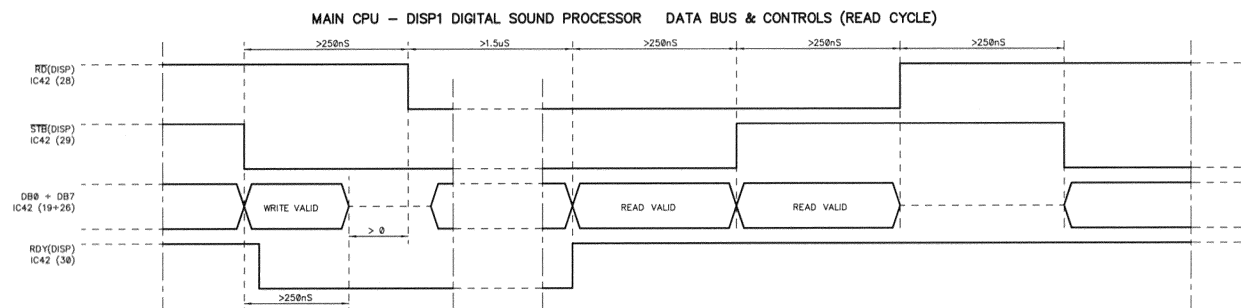 MAIN CPU – DISP1 DIGITAL SOUND PROCESSOR DATA BUS & CONTROLS (READ CYCLE)
>250nS >1.5uS >250nS >250nS >250nS
RD(DISP)
IC42 (28)
STB(DISP)
IC42 (29)
DB0 ÷ DB7
IC42 (19÷26)
WRITE VALID READ VALID READ VALID
> 0
RDY(DISP)
IC42 (30)
>250nS